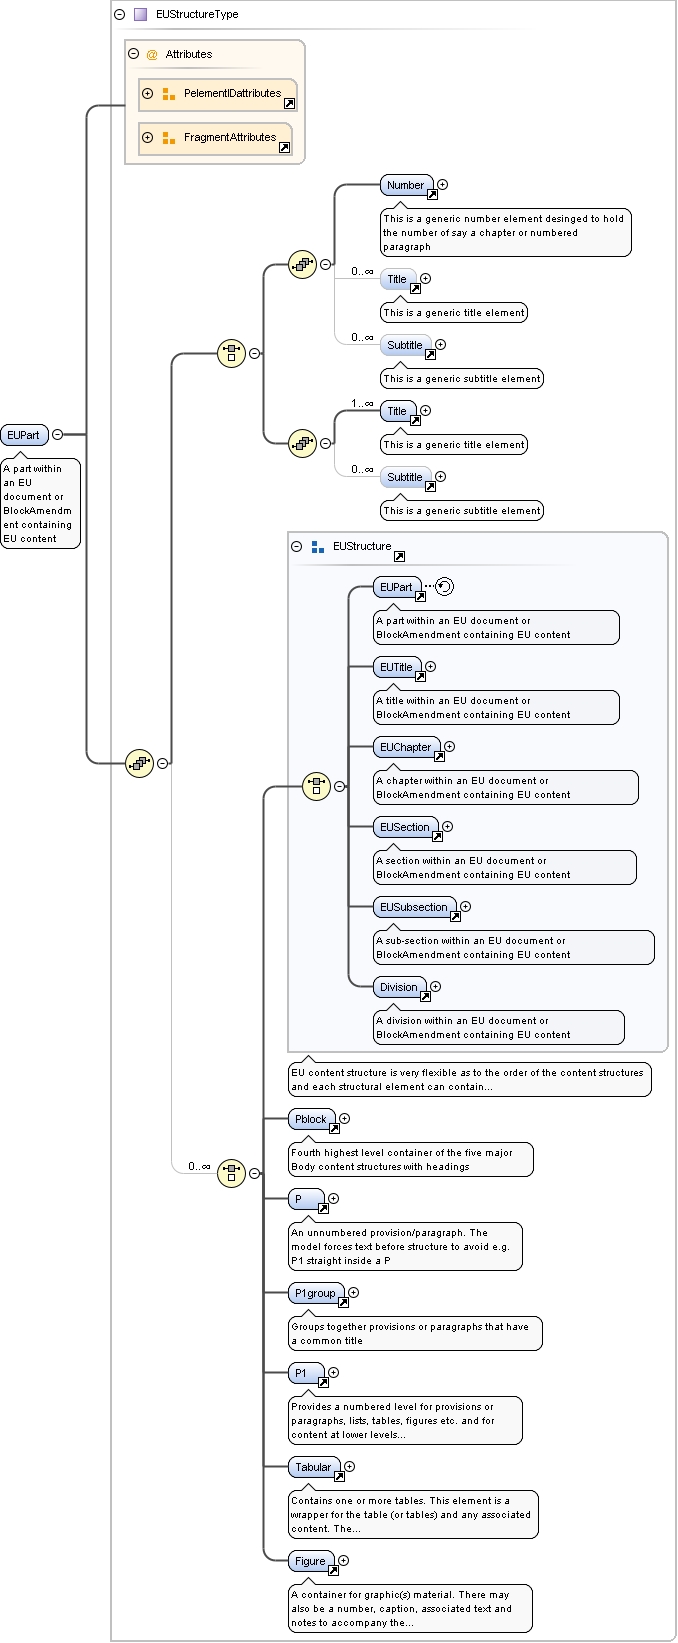 EUStructureType
@ Attributes
PelementIDattributes
FragmentAttributes
Number
This is a generic number element desinged to hold
the number of say a chapter or numbered
paragraph
0..∞
Title
This is a generic title element
0..∞
Subtitle
This is a generic subtitle element
1..∞
Title
This is a generic title element
0..∞
Subtitle
This is a generic subtitle element
EUPart
A part within
an EU
document or
BlockAmendm
ent containing
EU content
EUStructure
EUPart
A part within an EU document or
BlockAmendment containing EU content
EUTitle
A title within an EU document or
BlockAmendment containing EU content
EUChapter
A chapter within an EU document or
BlockAmendment containing EU content
EUSection
A section within an EU document or
BlockAmendment containing EU content
EUSubsection
A sub-section within an EU document or
BlockAmendment containing EU content
Division
A division within an EU document or
BlockAmendment containing EU content
EU content structure is very flexible as to the order of the content structures
and each structural element can contain...
0..∞
Pblock
Fourth highest level container of the five major
Body content structures with headings
P
An unnumbered provision/paragraph. The
model forces text before structure to avoid e.g.
P1 straight inside a P
P1group
Groups together provisions or paragraphs that have
a common title
P1
Provides a numbered level for provisions or
paragraphs, lists, tables, figures etc. and for
content at lower levels...
Tabular
Contains one or more tables. This element is a
wrapper for the table (or tables) and any associated
content. The...
Figure
A container for graphic(s) material. There may
also be a number, caption, associated text and
notes to accompany the...